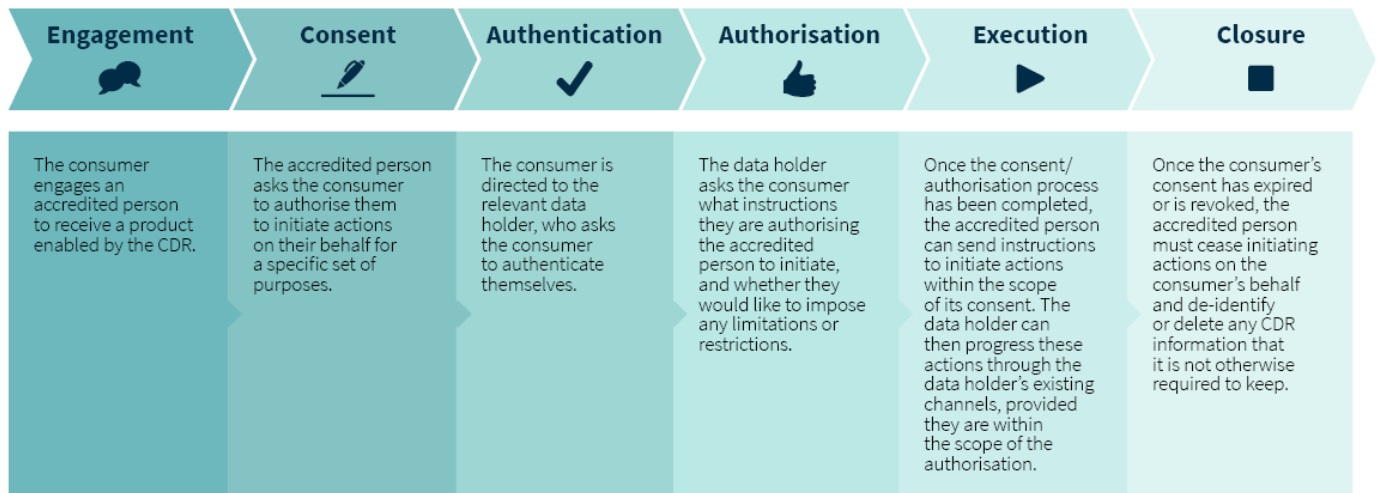 Engagement
Consent
Authentication
Authorisation
Execution
Closure
The consumer
engages an
accredited person
to receive a product
enabled by the CDR.
The accredited person
asks the consumer
to authorise them
to initiate actions
on their behalf for
a specific set of
purposes.
The consumer is
directed to the
relevant data
holder, who asks
the consumer
to authenticate
themselves.
The data holder
asks the consumer
what instructions
they are authorising
the accredited
person to initiate,
and whether they
would like to impose
any limitations or
restrictions.
Once the consent/
authorisation process
has been completed,
the accredited person
can send instructions
to initiate actions
within the scope
of its consent. The
data holder can
then progress these
actions through the
data holder’s existing
channels, provided
they are within
the scope of the
authorisation.
Once the consumer’s
consent has expired
or is revoked, the
accredited person
must cease initiating
actions on the
consumer’s behalf
and de-identify
or delete any CDR
information that
it is not otherwise
required to keep.